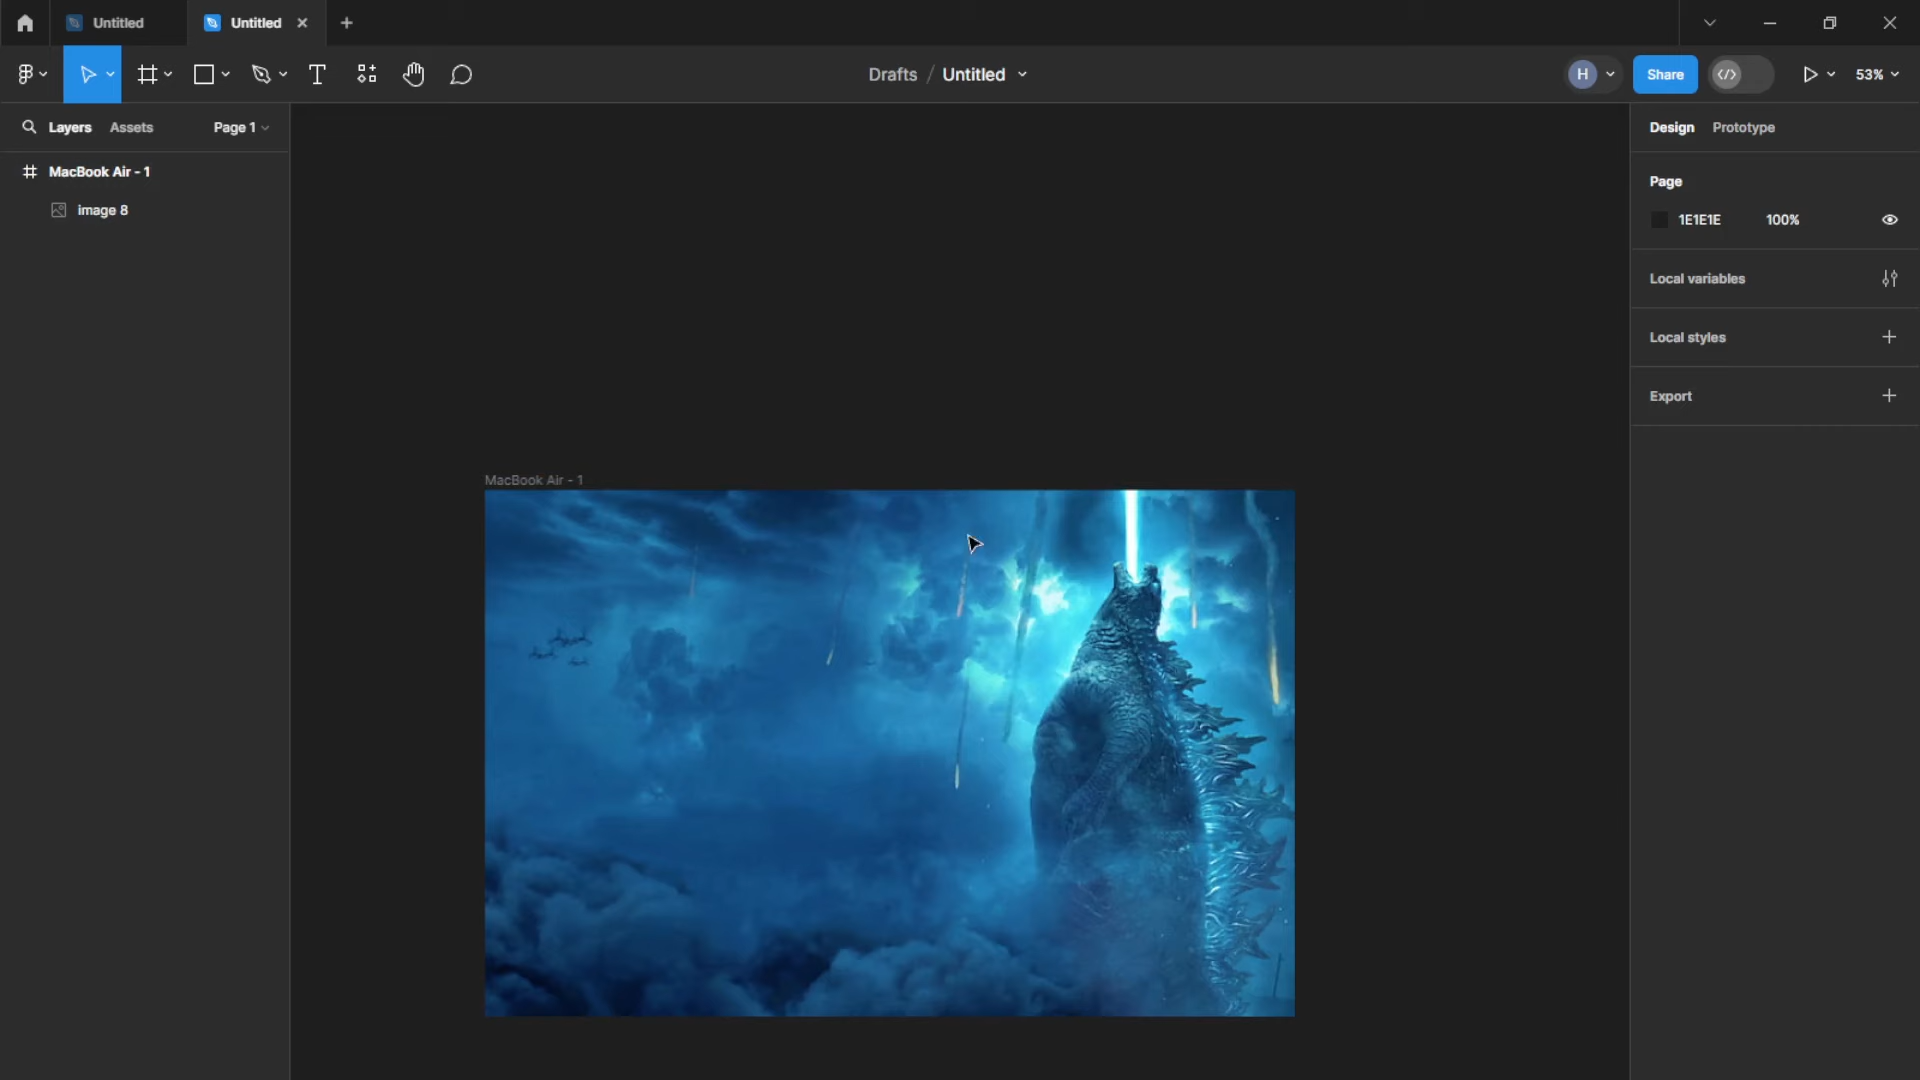 Untitled
Untitled
Drafts / Untitled
H
Share
53%
Layers
Assets
Page 1
MacBook Air - 1
image 8
MacBook Air - 1
Design
Prototype
Page
1E1E1E
100%
Local variables
Local styles
Export